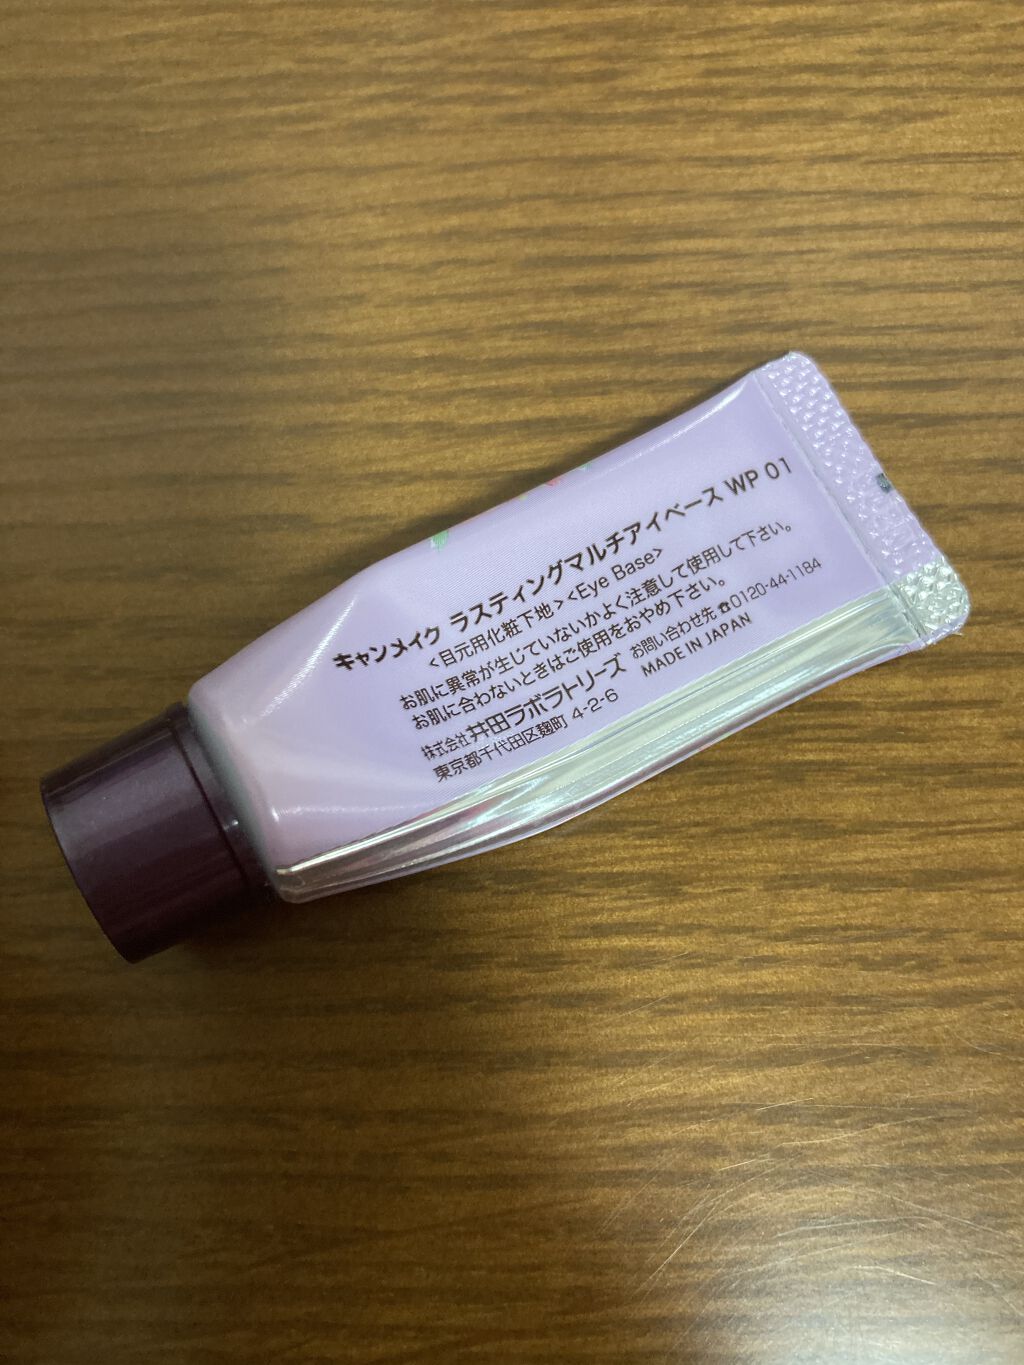 キャンメイク ラスティングマルチアイベース WP 01
<目元用化粧下地><Eye Base>
お肌に異常が生じていないかよく注意して使用して下さい。
お肌に合わないときはご使用をおやめ下さい。
株式会社井田ラボラトリーズ お問い合わせ先 ☎0120-44-1184
東京都千代田区麹町 4-2-6 MADE IN JAPAN